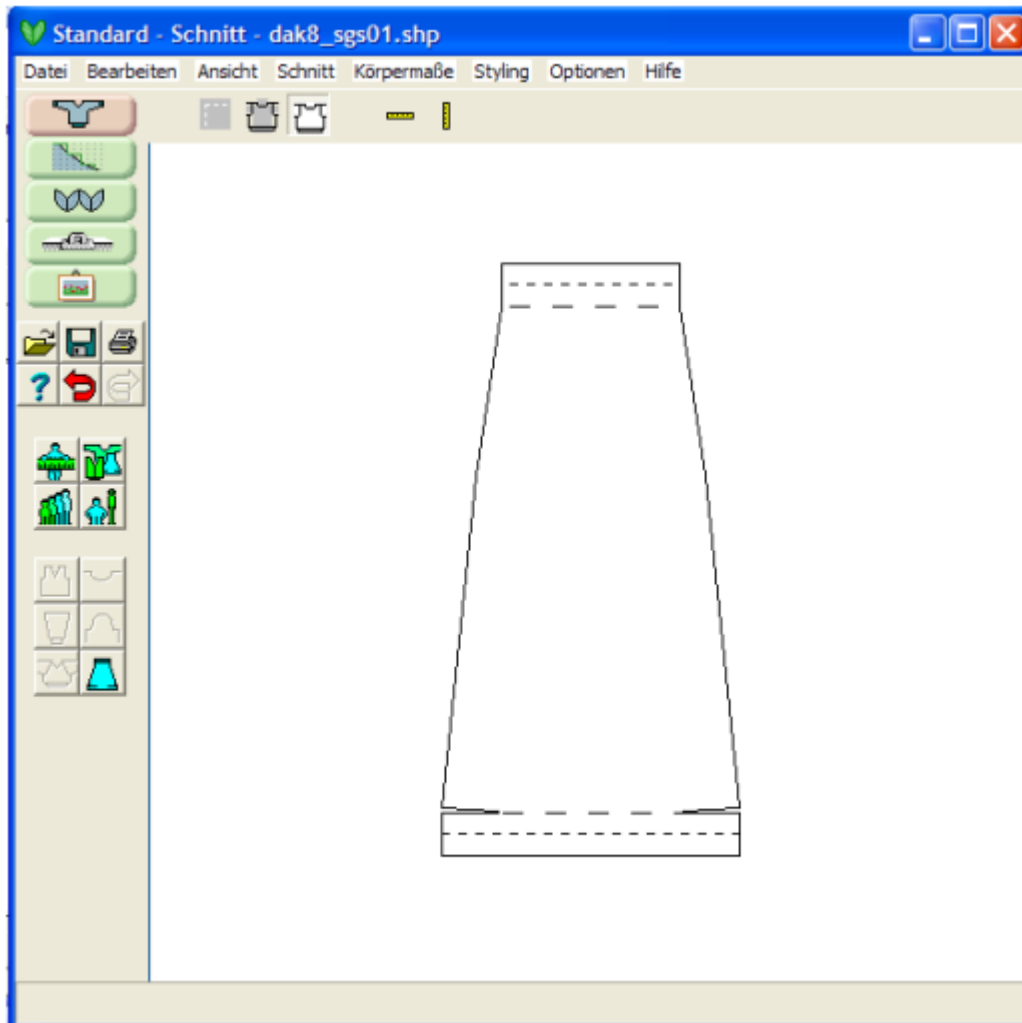 Standard - Schnitt - dak8_sgs01.shp
Datei Bearbeiten Ansicht Schnitt Körpermaße Styling Optionen Hilfe